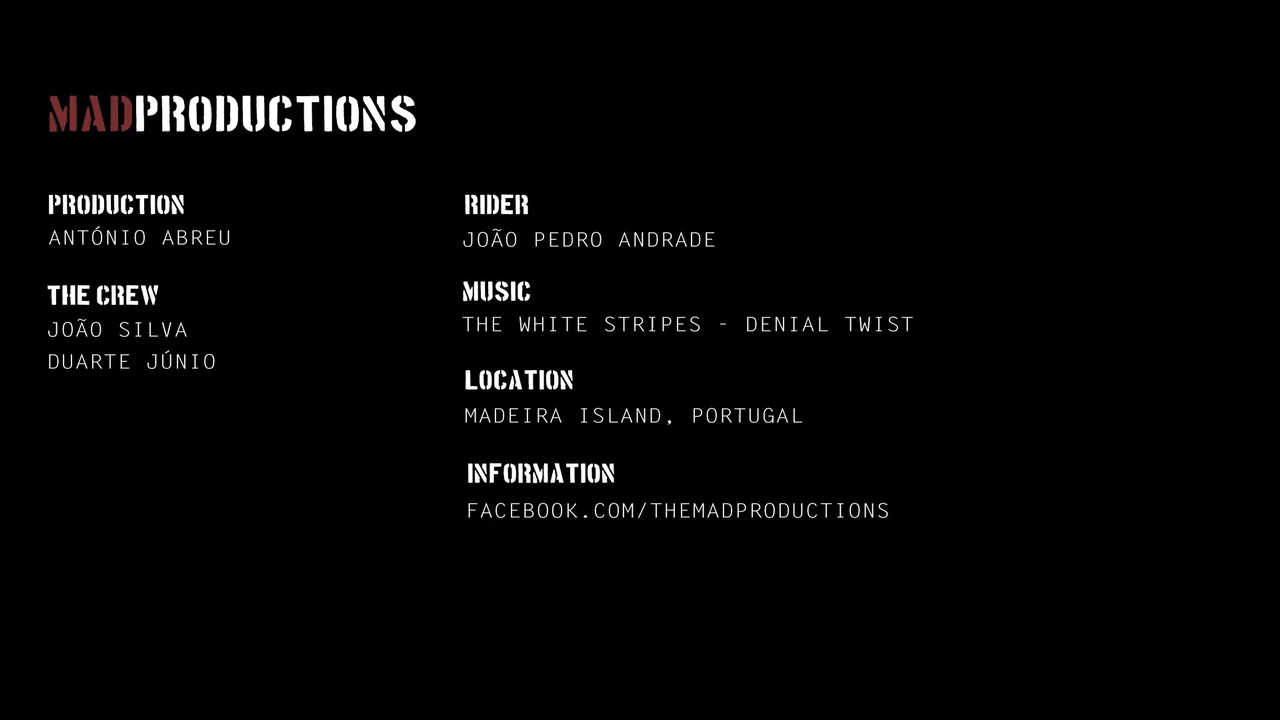 MADPRODUCTIONS
PRODUCTION
ANTÓNIO ABREU
THE CREW
JOÃO SILVA
DUARTE JÚNIO
RIDER
JOÃO PEDRO ANDRADE
MUSIC
THE WHITE STRIPES - DENIAL TWIST
LOCATION
MADEIRA ISLAND, PORTUGAL
INFORMATION
FACEBOOK.COM/THEMADPRODUCTIONS